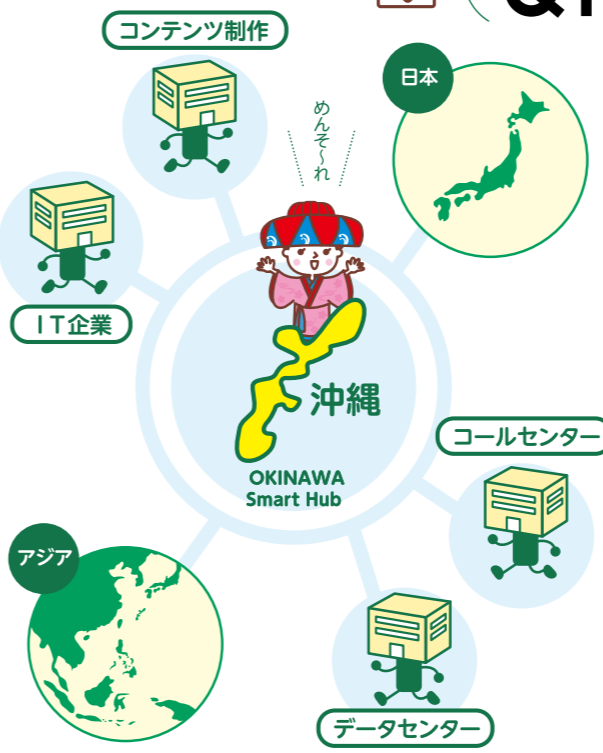 コンテンツ制作
日本
めんそ〜れ
IT企業
沖縄
コールセンター
OKINAWA
Smart Hub
アジア
データセンター